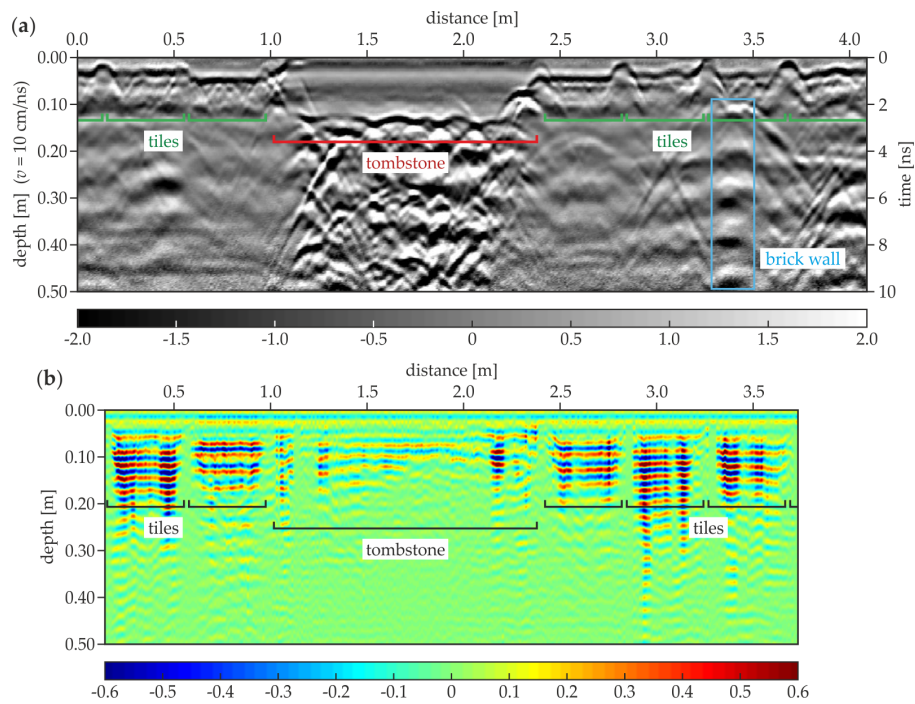 (a)
distance [m]
0.0 0.5 1.0 1.5 2.0 2.5 3.0 3.5 4.0
depth [m] (v = 10 cm/ns)
0.00 0
0.10 2
tiles tiles
tombstone
0.20 4
0.30 6
0.40 8
brick wall
0.50 10
time [ns]
-2.0 -1.5 -1.0 -0.5 0 0.5 1.0 1.5 2.0
(b)
distance [m]
0.5 1.0 1.5 2.0 2.5 3.0 3.5
depth [m]
0.00
0.10
0.20
tiles tiles
tombstone
0.30
0.40
0.50
-0.6 -0.5 -0.4 -0.3 -0.2 -0.1 0 0.1 0.2 0.3 0.4 0.5 0.6